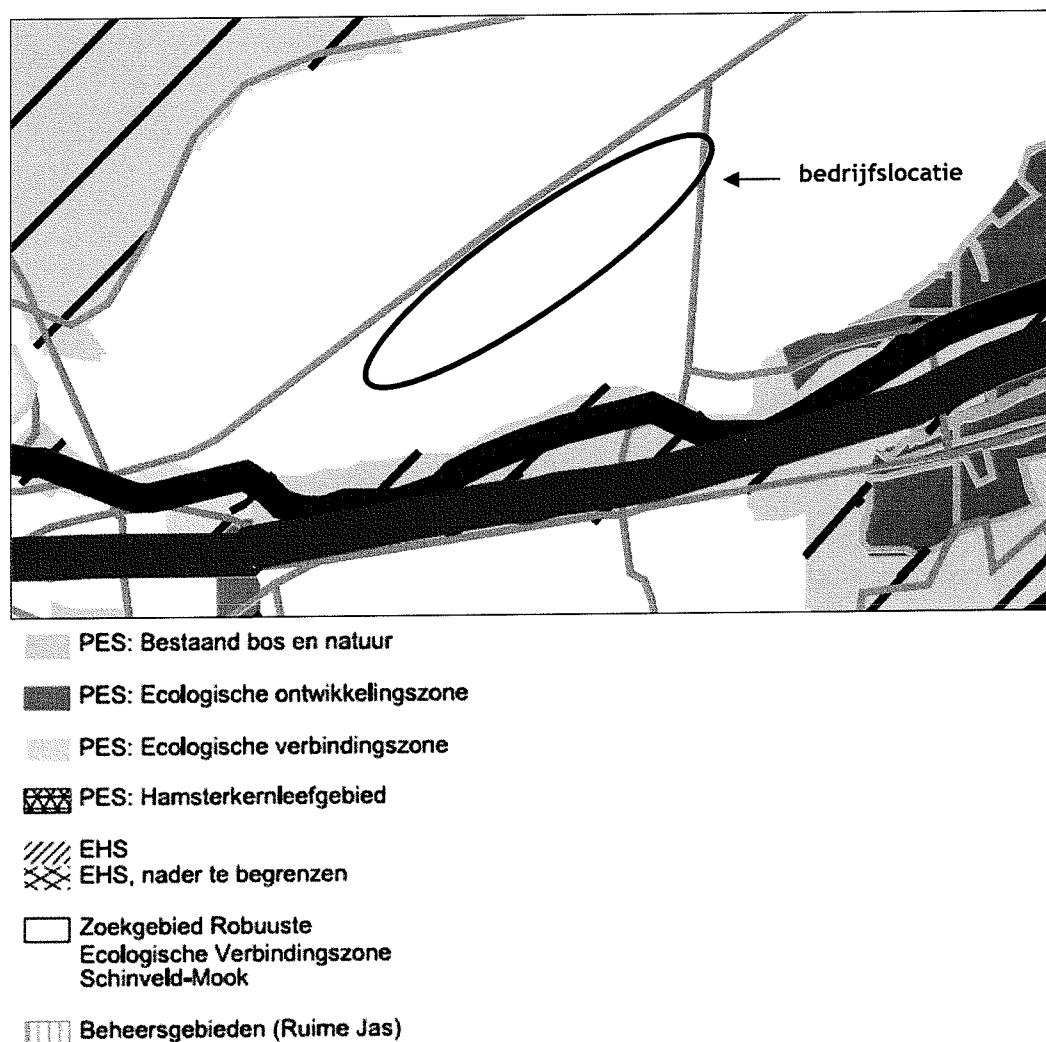 bedrijfslocatie
PES: Bestaand bos en natuur
PES: Ecologische ontwikkelingszone
PES: Ecologische verbindingszone
PES: Hamsterkernleefgebied
EHS
EHS, nader te begrenzen
Zoekgebied Robuuste
Ecologische Verbindingszone
Schinveld-Mook
Beheersgebieden (Ruime Jas)